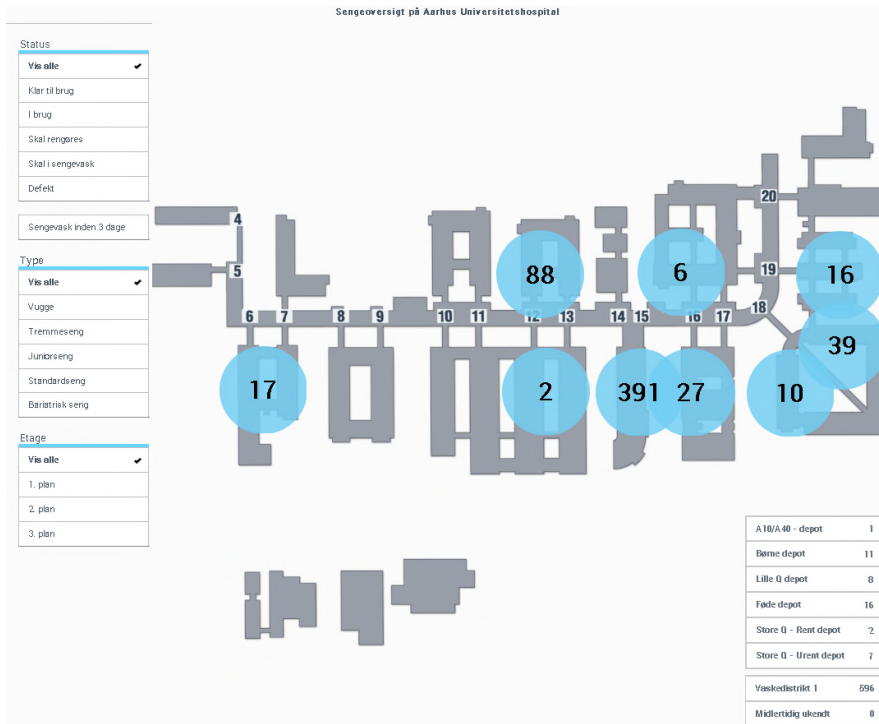 Sengeoversigt på Aarhus Universitetshospital
Status
Vis alle
Klar til brug
I brug
Skal rengøres
Skal i sengevask
Defekt
Sengevask inden 3 dage
Type
Vis alle
Vugge
Tremmeseng
Juniorseng
Standardseng
Bariatrisk seng
Etage
Vis alle
1. plan
2. plan
3. plan
20
4
5
88
6
19
16
6
7
8
9
10
11
12
13
14
15
16
17
18
39
17
2
391
27
10
A10/A40 - depot 1
Børne depot 11
Lille Q depot 8
Føde depot 16
Store Q - Rent depot 2
Store Q - Urent depot 7
Vaskedistrikt 1 596
Midlertidig ukendt 0